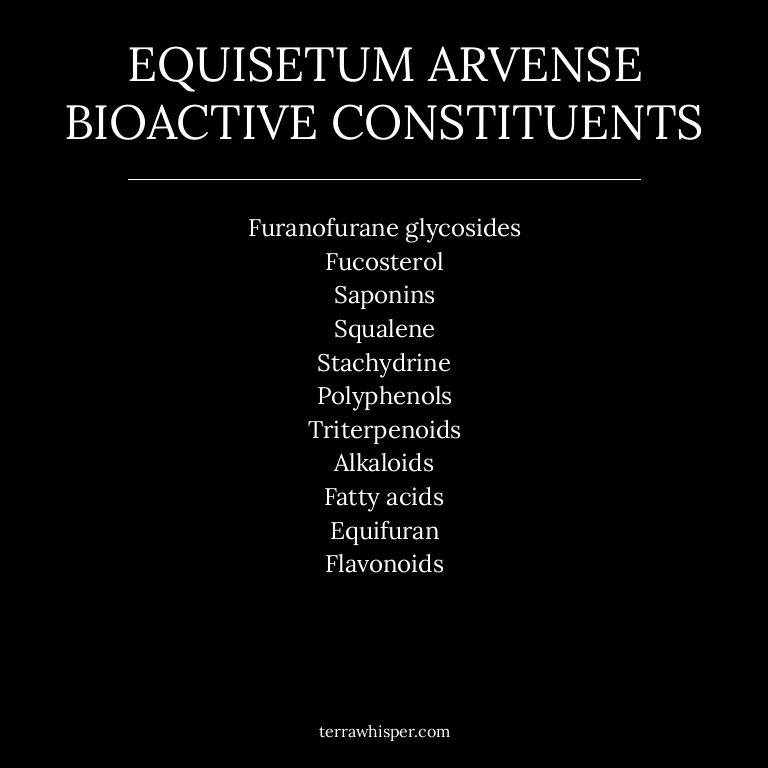 EQUISETUM ARVENSE
BIOACTIVE CONSTITUENTS
Furanofurane glycosides
Fucosterol
Saponins
Squalene
Stachydrine
Polyphenols
Triterpenoids
Alkaloids
Fatty acids
Equifuran
Flavonoids
terrawhisper.com